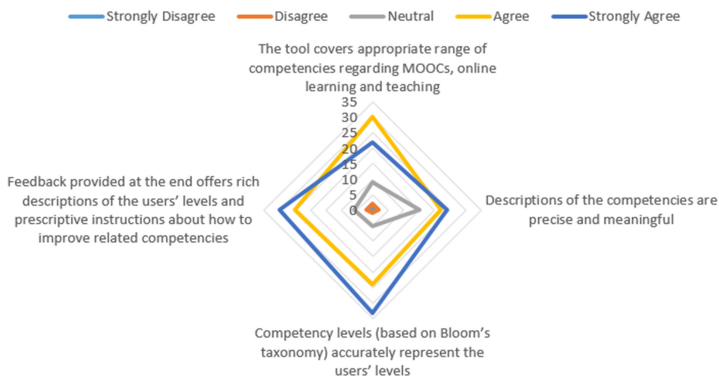 Strongly Disagree Disagree Neutral Agree Strongly Agree
The tool covers appropriate range of
competencies regarding MOOCs, online
learning and teaching
35
30
25
20
15
10
5
0
Feedback provided at the end offers rich
descriptions of the users’ levels and
prescriptive instructions about how to
improve related competencies
Descriptions of the competencies are
precise and meaningful
Competency levels (based on Bloom’s
taxonomy) accurately represent the
users’ levels